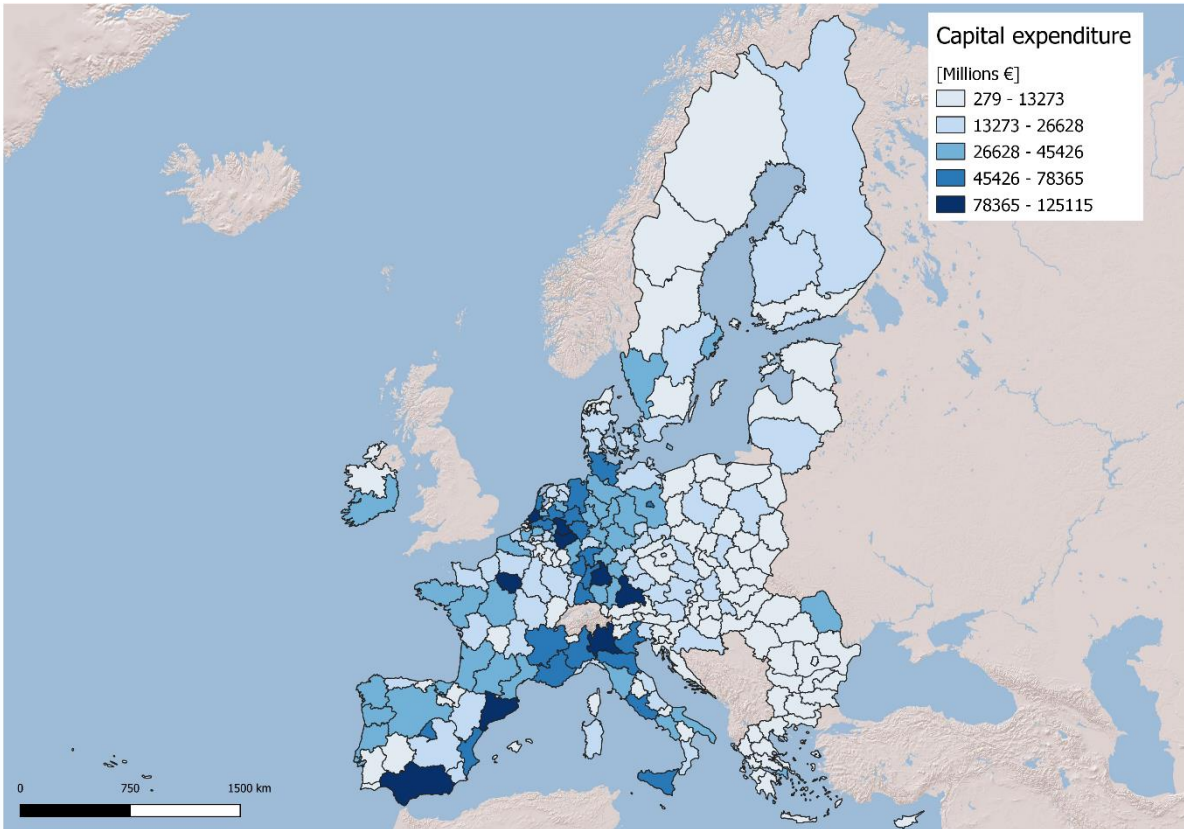 Capital expenditure
[Millions €]
279 - 13273
13273 - 26628
26628 - 45426
45426 - 78365
78365 - 125115
0 750 1500 km